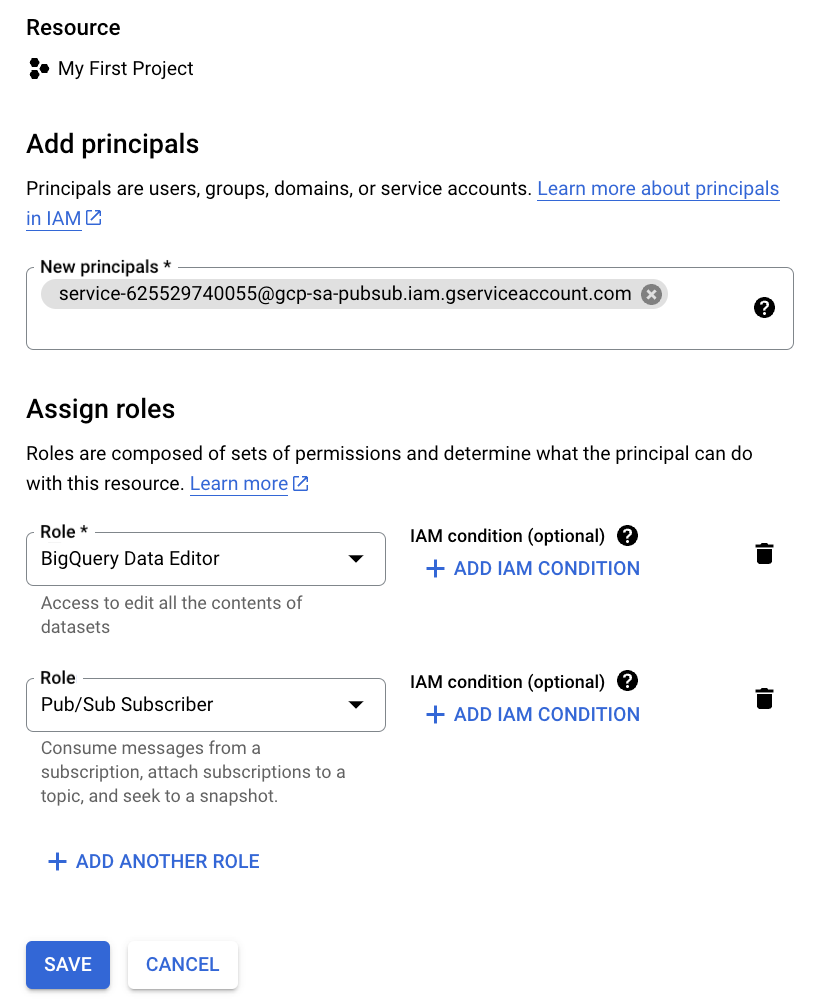 Resource
My First Project
Add principals
Principals are users, groups, domains, or service accounts. Learn more about principals
in IAM
New principals *
service-625529740055@gcp-sa-pubsub.iam.gserviceaccount.com
Assign roles
Roles are composed of sets of permissions and determine what the principal can do
with this resource. Learn more
Role *
BigQuery Data Editor
IAM condition (optional)
ADD IAM CONDITION
Access to edit all the contents of
datasets
Role
Pub/Sub Subscriber
IAM condition (optional)
ADD IAM CONDITION
Consume messages from a
subscription, attach subscriptions to a
topic, and seek to a snapshot.
ADD ANOTHER ROLE
SAVE
CANCEL